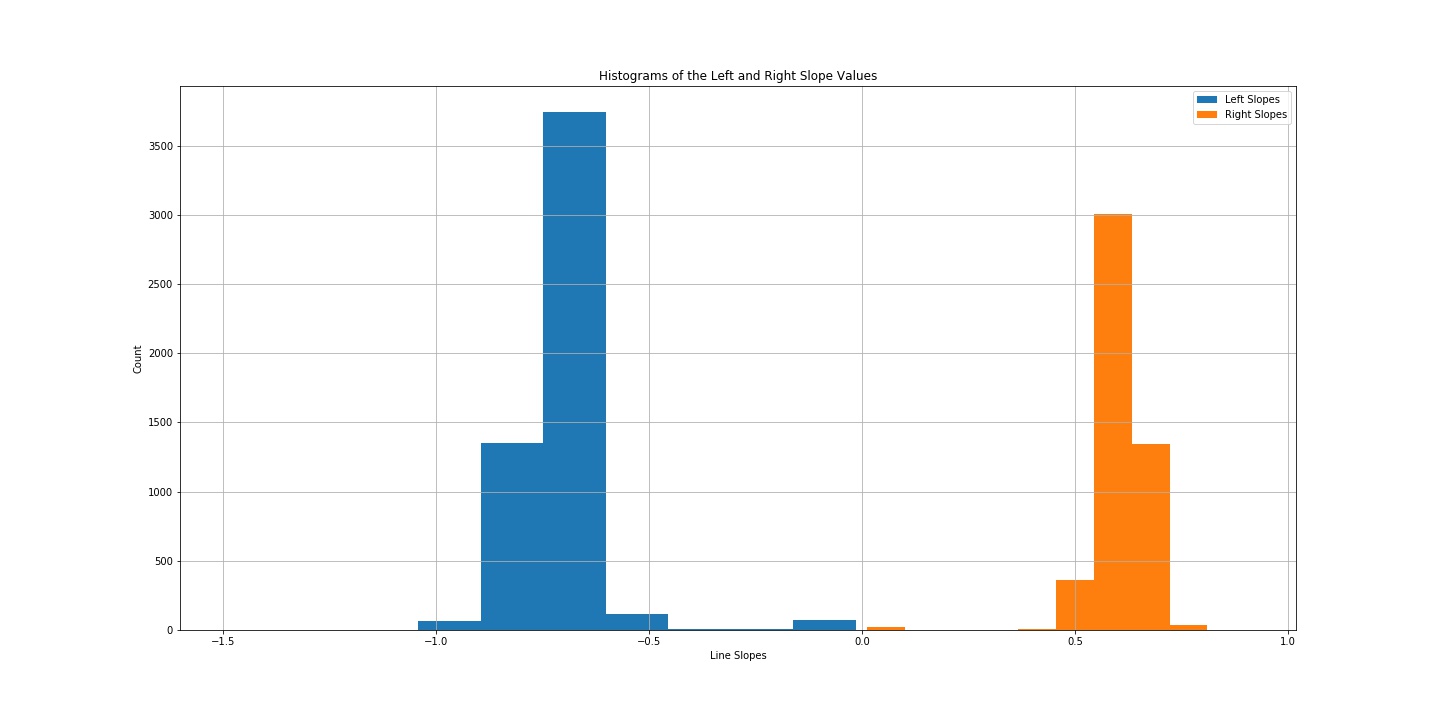 Histograms of the Left and Right Slope Values
Left Slopes
Right Slopes
3500
3000
2500
2000
1500
1000
500
0
Count
−1.5
−1.0
−0.5
0.0
0.5
1.0
Line Slopes